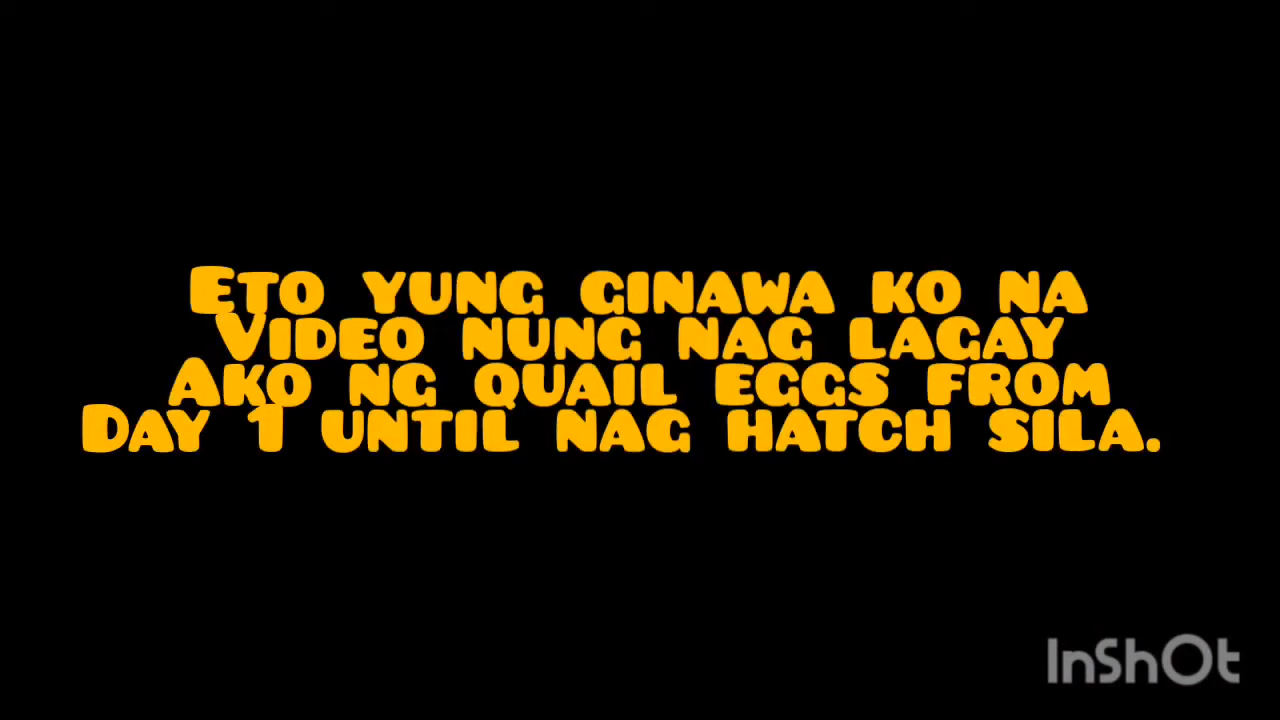 Eto yung ginawa ko na
Video nung nag lagay
Ako ng quail eggs from
Day 1 until nag hatch sila.
InShOt